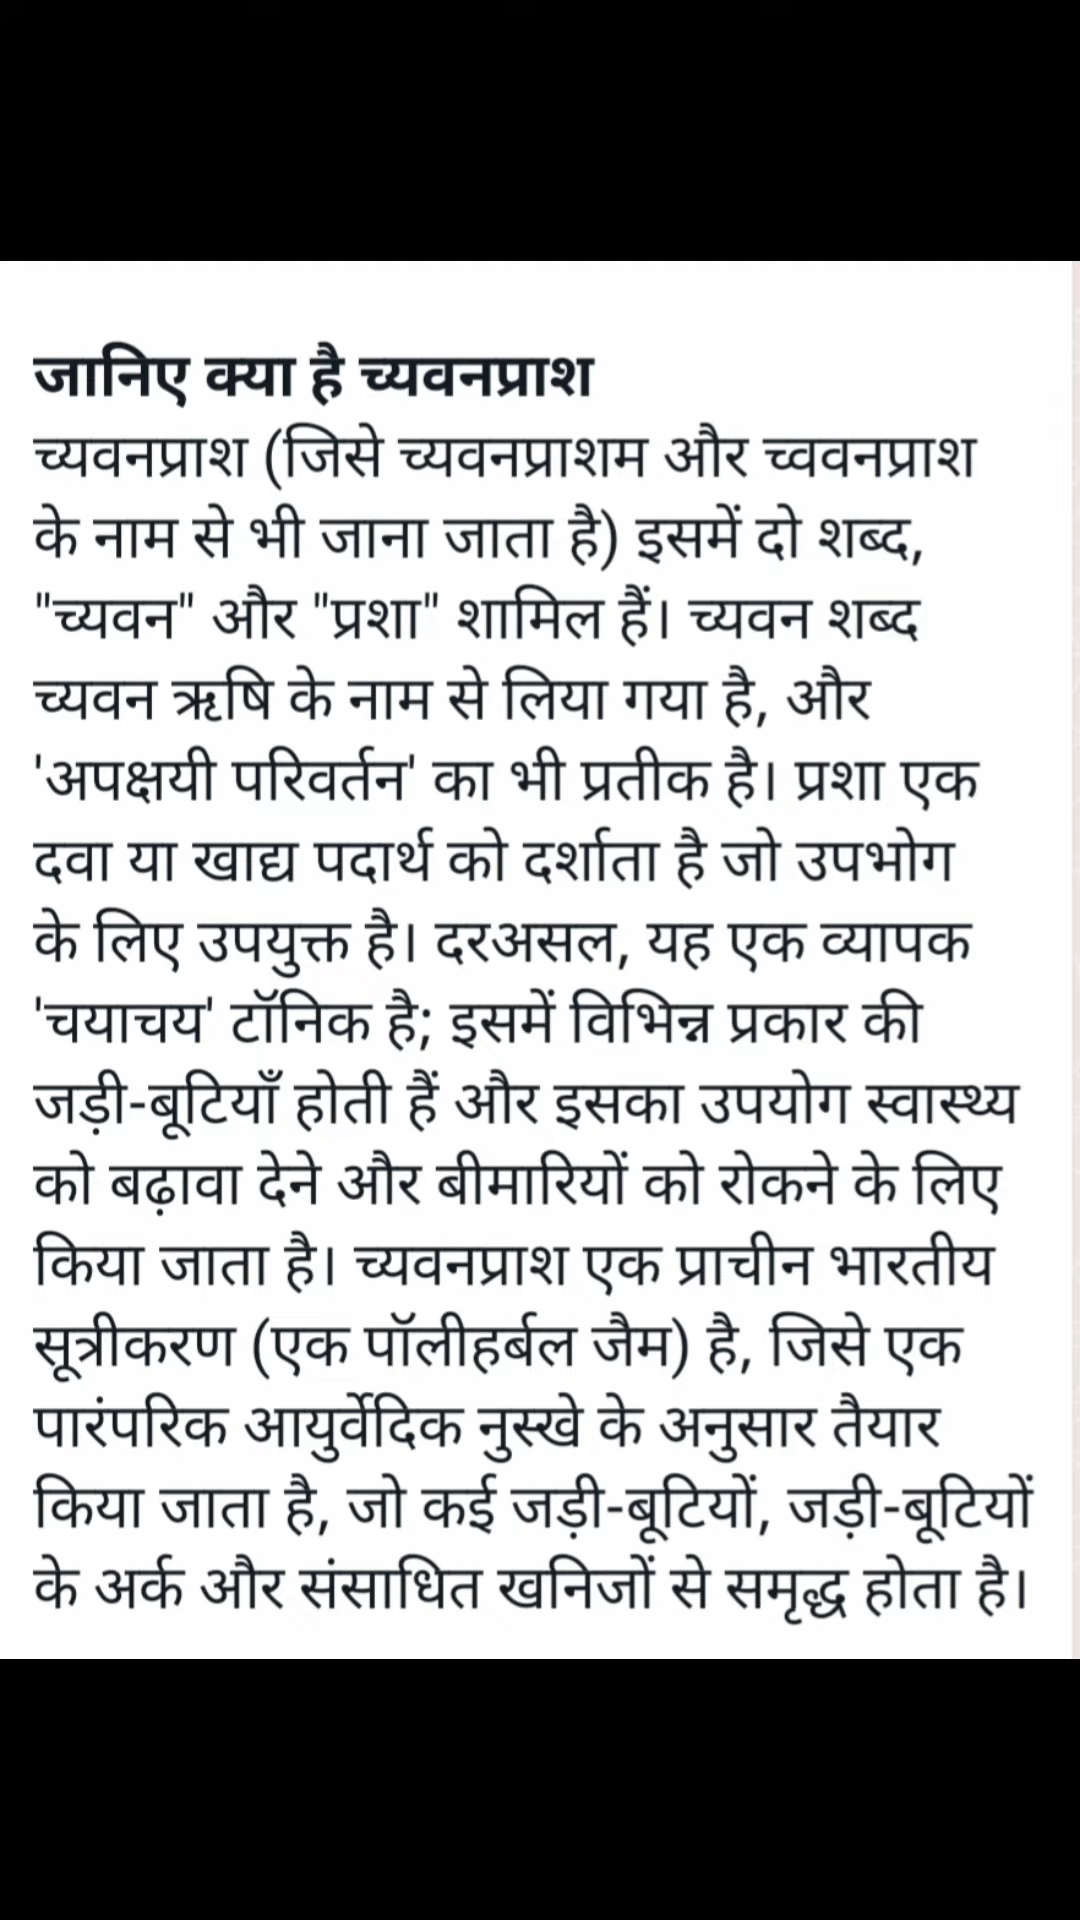 जानिए क्या है च्यवनप्राश
च्यवनप्राश (जिसे च्यवनप्राशम और च्ववनप्राश
के नाम से भी जाना जाता है) इसमें दो शब्द,
"च्यवन" और "प्रशा" शामिल हैं। च्यवन शब्द
च्यवन ऋषि के नाम से लिया गया है, और
'अपक्षयी परिवर्तन' का भी प्रतीक है। प्रशा एक
दवा या खाद्य पदार्थ को दर्शाता है जो उपभोग
के लिए उपयुक्त है। दरअसल, यह एक व्यापक
'चयाचय' टॉनिक है; इसमें विभिन्न प्रकार की
जड़ी-बूटियाँ होती हैं और इसका उपयोग स्वास्थ्य
को बढ़ावा देने और बीमारियों को रोकने के लिए
किया जाता है। च्यवनप्राश एक प्राचीन भारतीय
सूत्रीकरण (एक पॉलीहर्बल जैम) है, जिसे एक
पारंपरिक आयुर्वेदिक नुस्खे के अनुसार तैयार
किया जाता है, जो कई जड़ी-बूटियों, जड़ी-बूटियों
के अर्क और संसाधित खनिजों से समृद्ध होता है।